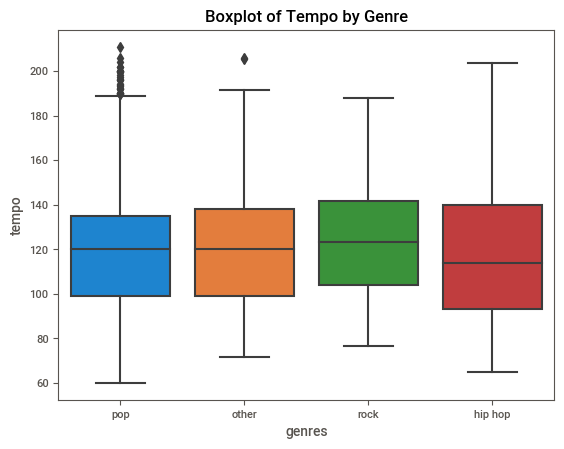 Boxplot of Tempo by Genre
tempo
200
180
160
140
120
100
80
60
pop
other
rock
hip hop
genres